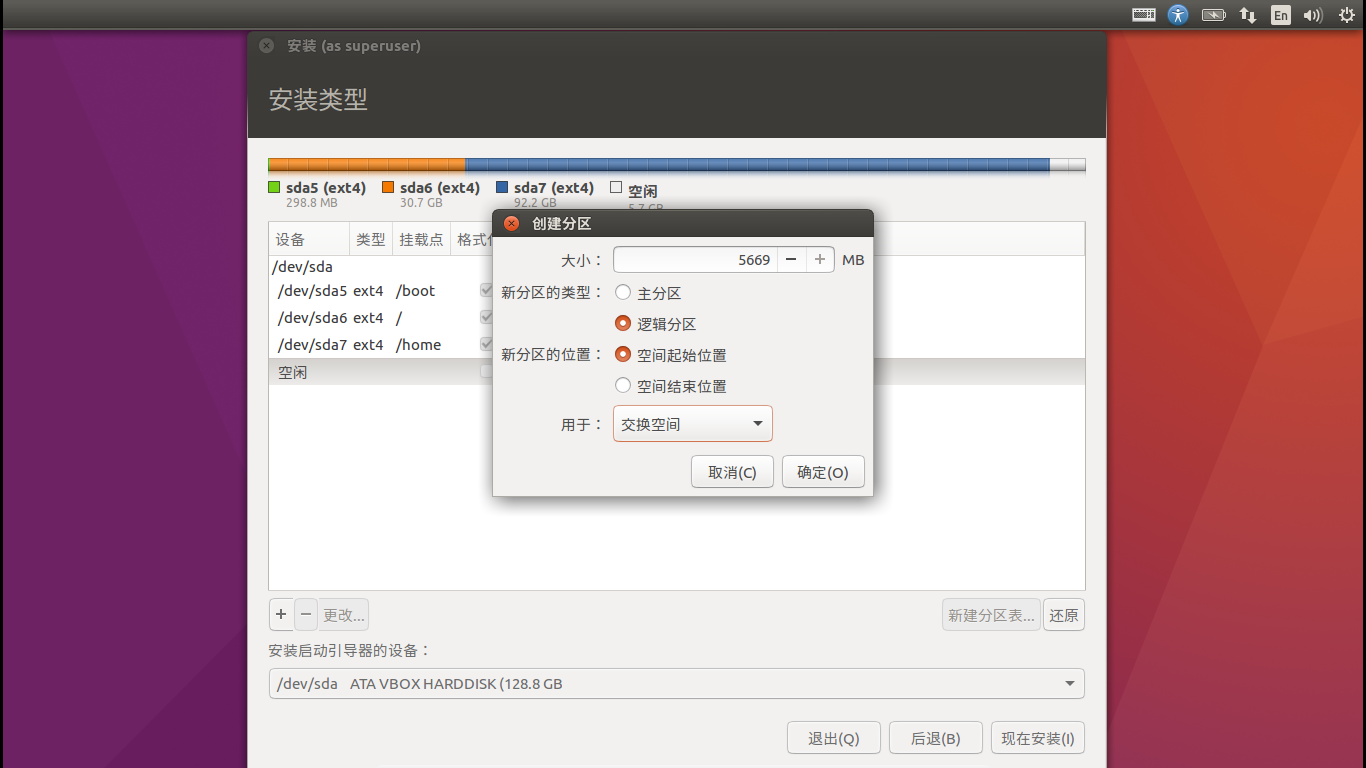 En
安装 (as superuser)
安装类型
sda5 (ext4) sda6 (ext4) sda7 (ext4) 空闲
298.8 MB 30.7 GB 92.2 GB 5.7 GB
设备 类型 挂载点 格式化
/dev/sda
/dev/sda5 ext4 /boot
/dev/sda6 ext4 /
/dev/sda7 ext4 /home
空闲
创建分区
大小： 5669 − + MB
新分区的类型： 主分区
逻辑分区
新分区的位置： 空间起始位置
空间结束位置
用于： 交换空间
取消(C) 确定(O)
+ − 更改... 新建分区表... 还原
安装启动引导器的设备：
/dev/sda ATA VBOX HARDDISK (128.8 GB
退出(Q) 后退(B) 现在安装(I)